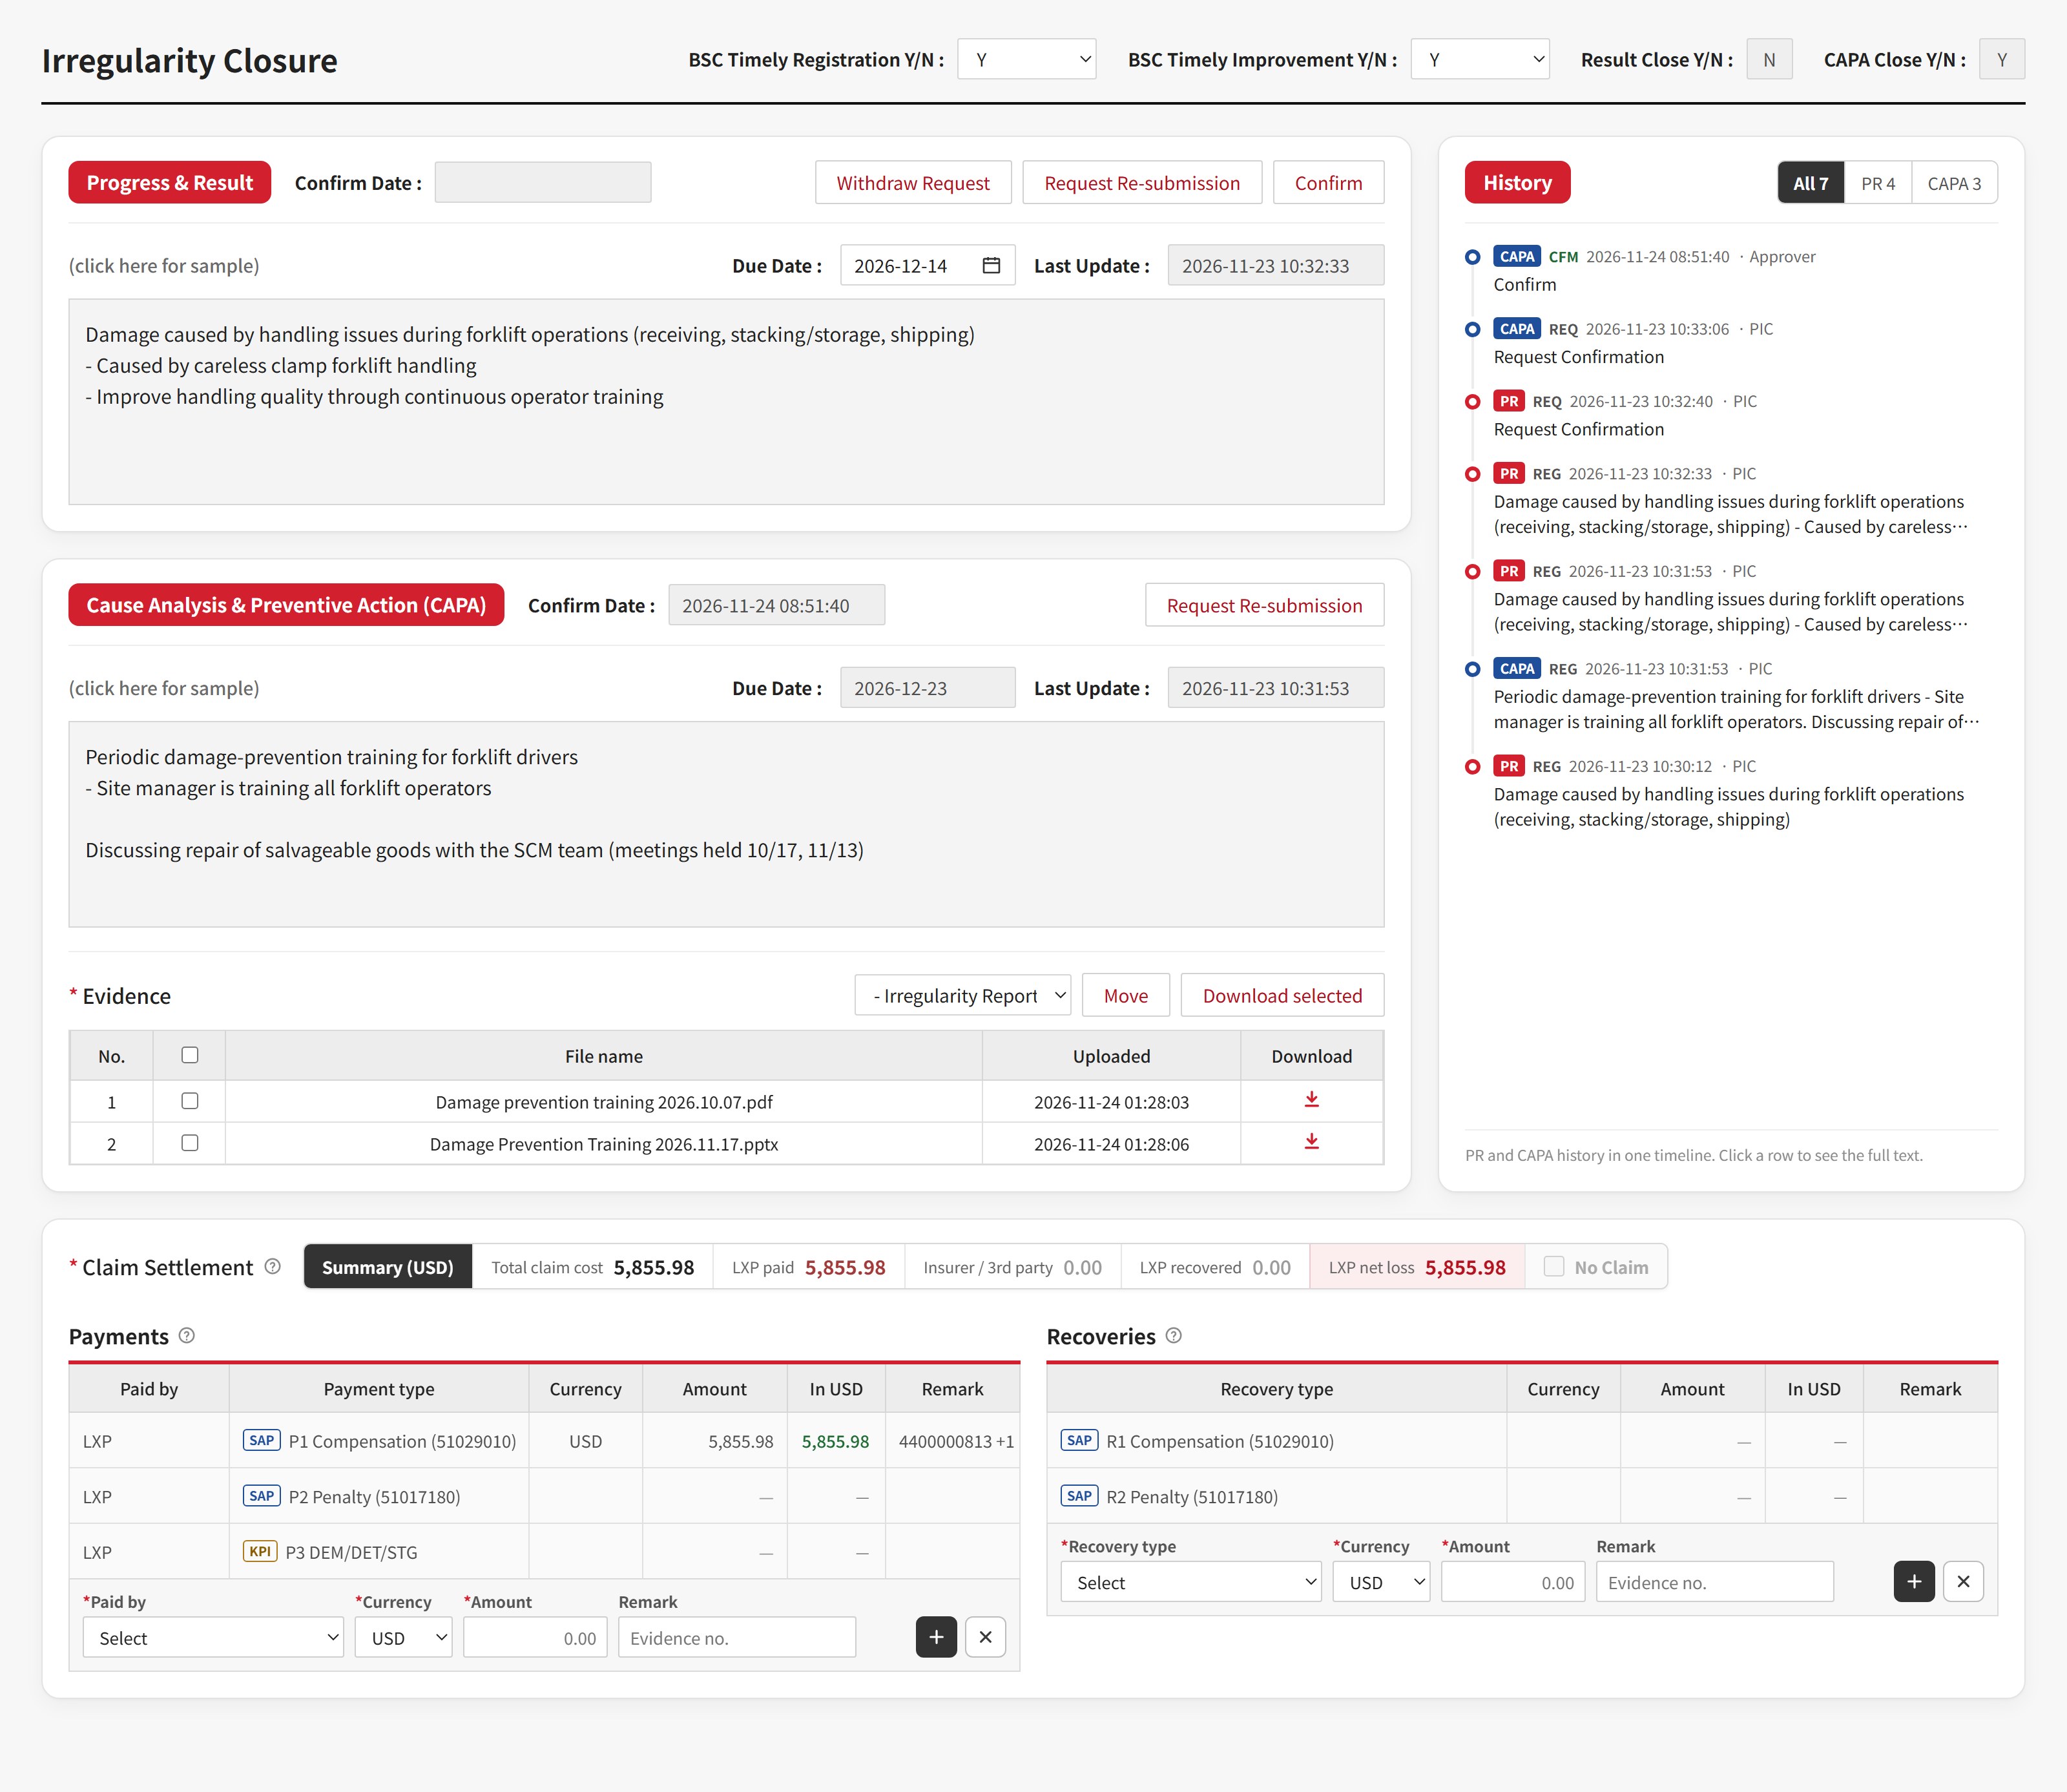 Irregularity Closure
BSC Timely Registration Y/N : Y BSC Timely Improvement Y/N : Y Result Close Y/N : N CAPA Close Y/N : Y
Progress & Result Confirm Date : Withdraw Request Request Re-submission Confirm
(click here for sample) Due Date : 2026-12-14 Last Update : 2026-11-23 10:32:33
Damage caused by handling issues during forklift operations (receiving, stacking/storage, shipping)
- Caused by careless clamp forklift handling
- Improve handling quality through continuous operator training
Cause Analysis & Preventive Action (CAPA) Confirm Date : 2026-11-24 08:51:40 Request Re-submission
(click here for sample) Due Date : 2026-12-23 Last Update : 2026-11-23 10:31:53
Periodic damage-prevention training for forklift drivers
- Site manager is training all forklift operators
Discussing repair of salvageable goods with the SCM team (meetings held 10/17, 11/13)
* Evidence - Irregularity Report Move Download selected
No. File name Uploaded Download
1 Damage prevention training 2026.10.07.pdf 2026-11-24 01:28:03
2 Damage Prevention Training 2026.11.17.pptx 2026-11-24 01:28:06
History All 7 PR 4 CAPA 3
CAPA CFM 2026-11-24 08:51:40 · Approver
Confirm
CAPA REQ 2026-11-23 10:33:06 · PIC
Request Confirmation
PR REQ 2026-11-23 10:32:40 · PIC
Request Confirmation
PR REG 2026-11-23 10:32:33 · PIC
Damage caused by handling issues during forklift operations
(receiving, stacking/storage, shipping) - Caused by careless…
PR REG 2026-11-23 10:31:53 · PIC
Damage caused by handling issues during forklift operations
(receiving, stacking/storage, shipping) - Caused by careless…
CAPA REG 2026-11-23 10:31:53 · PIC
Periodic damage-prevention training for forklift drivers - Site
manager is training all forklift operators. Discussing repair of…
PR REG 2026-11-23 10:30:12 · PIC
Damage caused by handling issues during forklift operations
(receiving, stacking/storage, shipping)
PR and CAPA history in one timeline. Click a row to see the full text.
* Claim Settlement ? Summary (USD) Total claim cost 5,855.98 LXP paid 5,855.98 Insurer / 3rd party 0.00 LXP recovered 0.00 LXP net loss 5,855.98 No Claim
Payments ?
Paid by Payment type Currency Amount In USD Remark
LXP SAP P1 Compensation (51029010) USD 5,855.98 5,855.98 4400000813 +1
LXP SAP P2 Penalty (51017180) — —
LXP KPI P3 DEM/DET/STG — —
*Paid by *Currency *Amount Remark
Select USD 0.00 Evidence no. + ✕
Recoveries ?
Recovery type Currency Amount In USD Remark
SAP R1 Compensation (51029010) — —
SAP R2 Penalty (51017180) — —
*Recovery type *Currency *Amount Remark
Select USD 0.00 Evidence no. + ✕